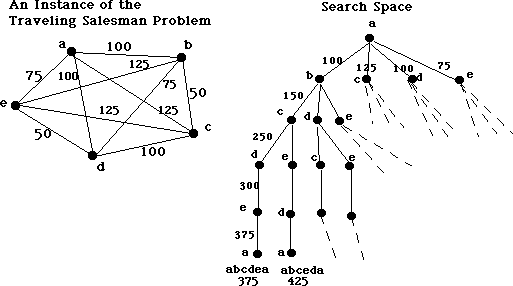 An Instance of the
Traveling Salesman Problem
Search Space
a
100
b
75
100
125
75
50
e
125
125
50
c
100
d
a
100
125
100
75
b
c
d
e
150
c
d
e
250
d
e
c
e
300
e
d
375
a
a
abcdea
abceda
375
425